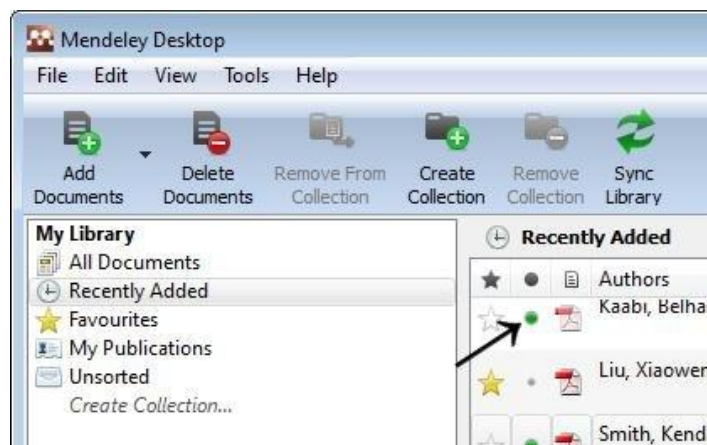 Mendeley Desktop
File Edit View Tools Help
Add Documents
Delete Documents
Remove From Collection
Create Collection
Remove Collection
Sync Library
My Library
All Documents
Recently Added
Favourites
My Publications
Unsorted
Create Collection...
Recently Added
Authors
Kaabi, Belha
Liu, Xiaower
Smith, Kend